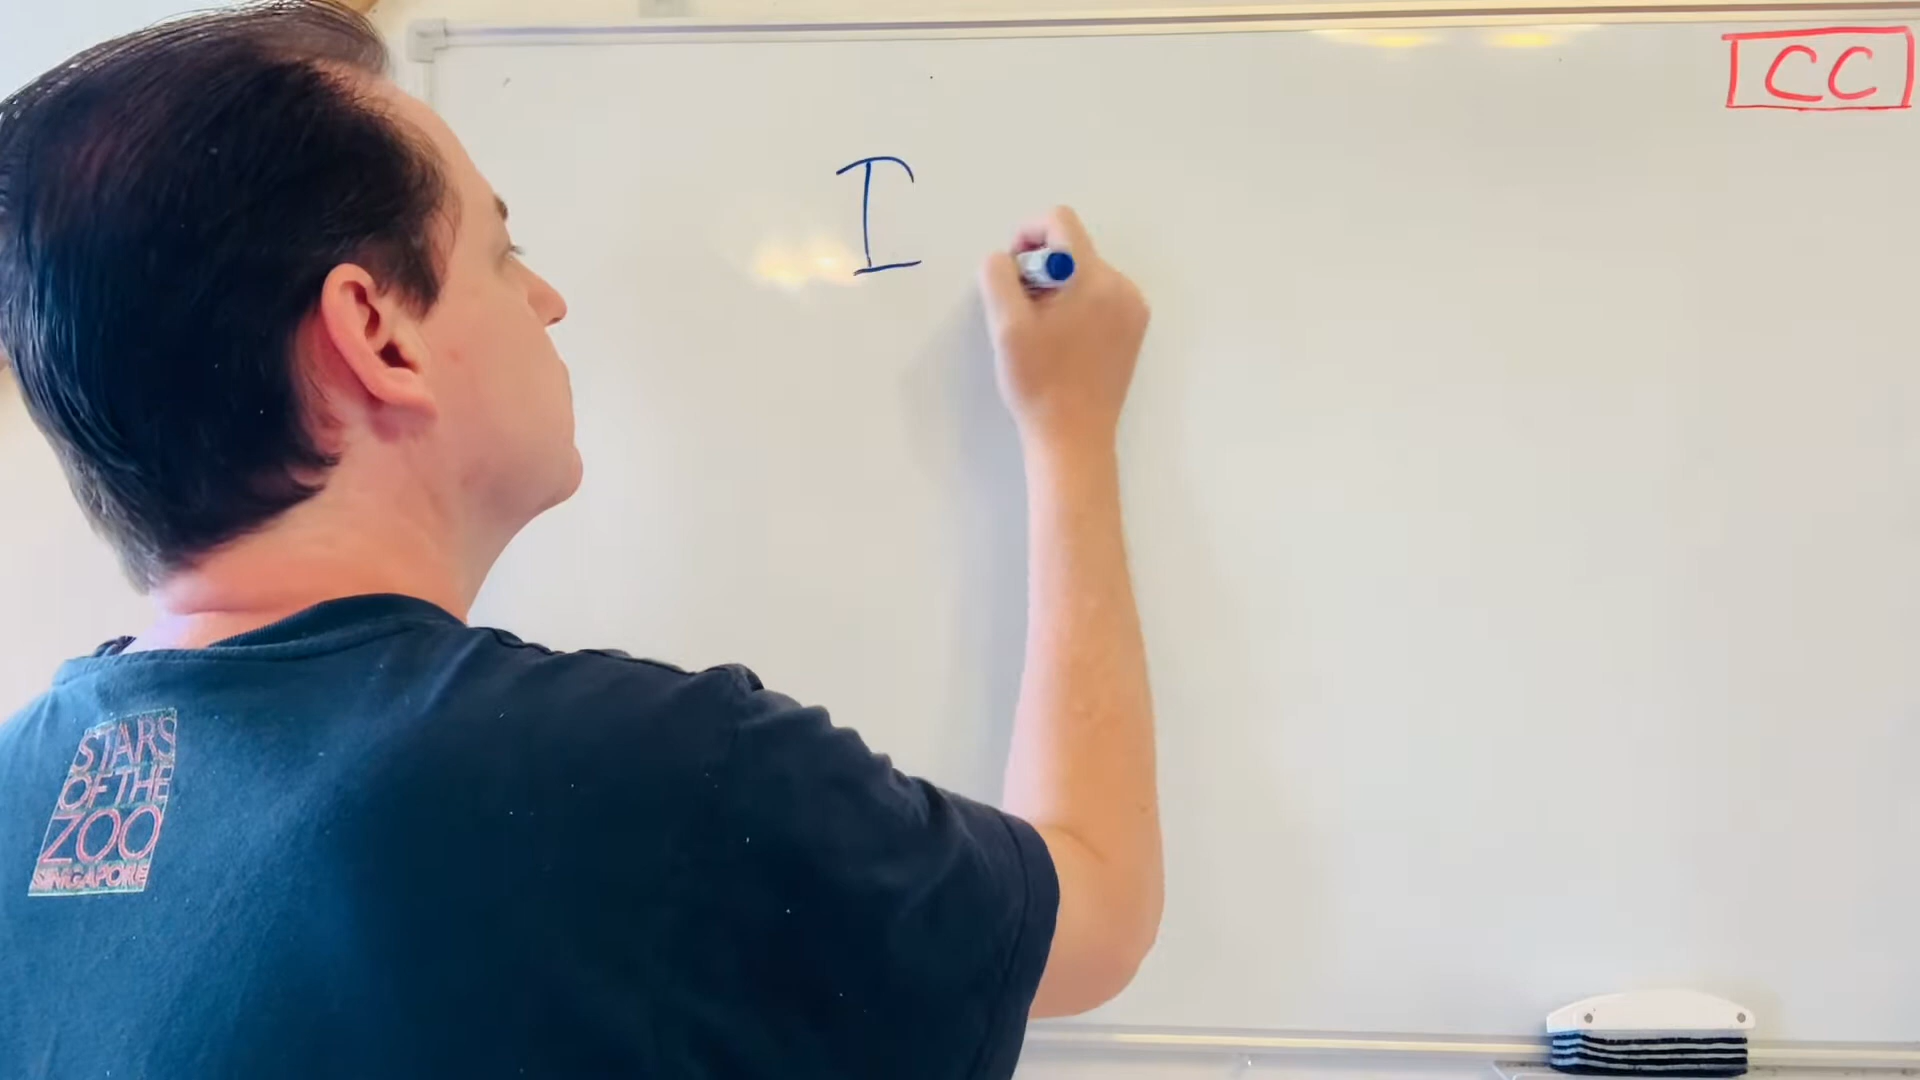 CC
I
STARS
OF THE
ZOO
SINGAPORE